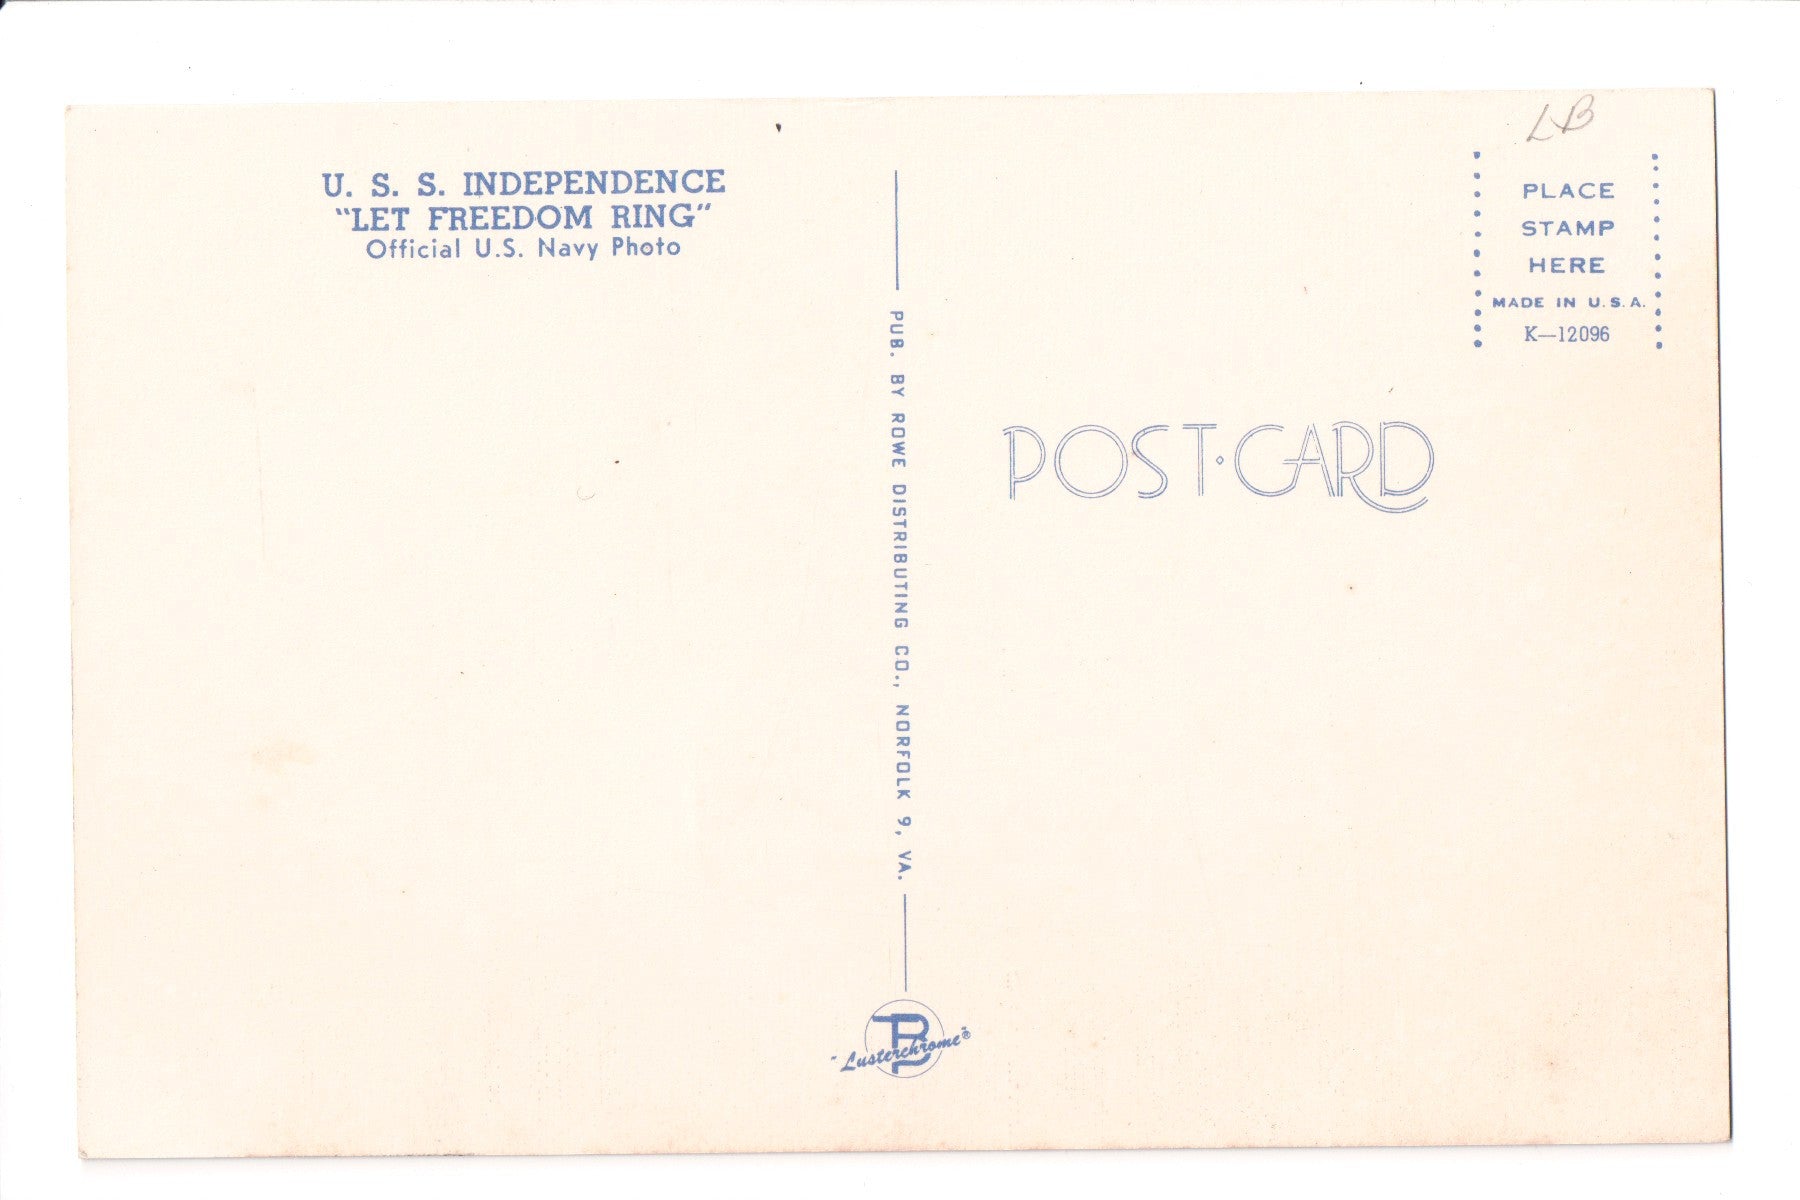 U. S. S. INDEPENDENCE
"LET FREEDOM RING"
Official U.S. Navy Photo
PUB. BY ROWE DISTRIBUTING CO., NORFOLK 9, VA.
"Lusterchrome"®
LB
PLACE
STAMP
HERE
MADE IN U.S.A.
K—12096
POST·CARD